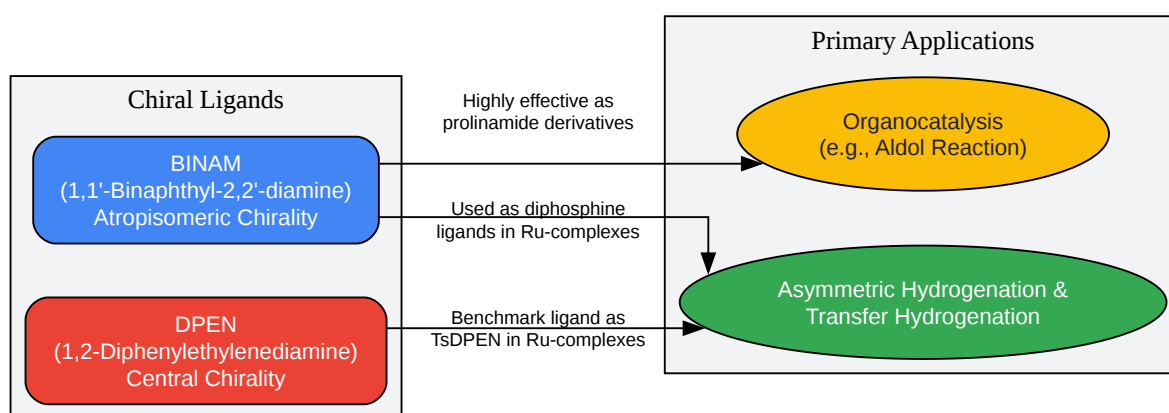 Primary Applications
Chiral Ligands
Highly effective as
prolinamide derivatives
Organocatalysis
(e.g., Aldol Reaction)
BINAM
(1,1'-Binaphthyl-2,2'-diamine)
Atropisomeric Chirality
Used as diphosphine
ligands in Ru-complexes
Asymmetric Hydrogenation &
Transfer Hydrogenation
DPEN
(1,2-Diphenylethylenediamine)
Central Chirality
Benchmark ligand as
TsDPEN in Ru-complexes